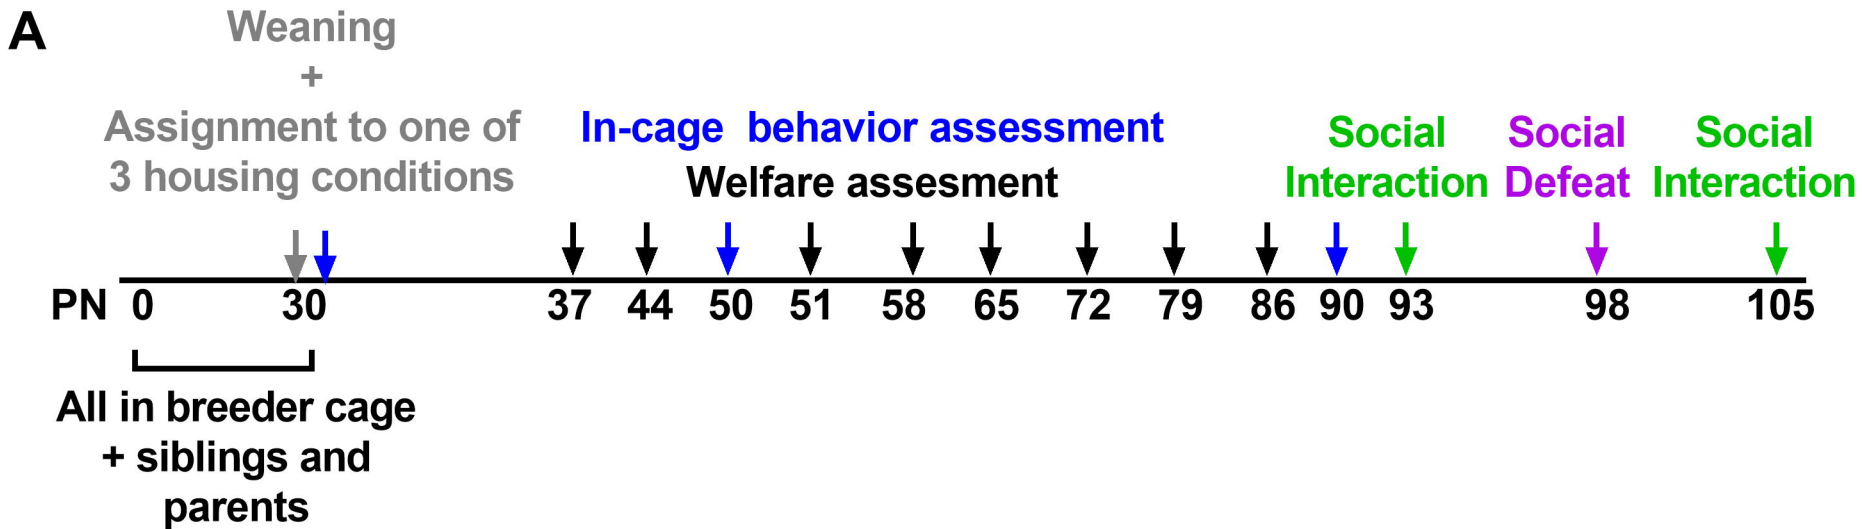 A
Weaning
+
Assignment to one of
3 housing conditions
In-cage behavior assessment
Welfare assesment
Social
Interaction
Social
Defeat
Social
Interaction
PN 0 30 37 44 50 51 58 65 72 79 86 90 93 98 105
All in breeder cage
+ siblings and
parents